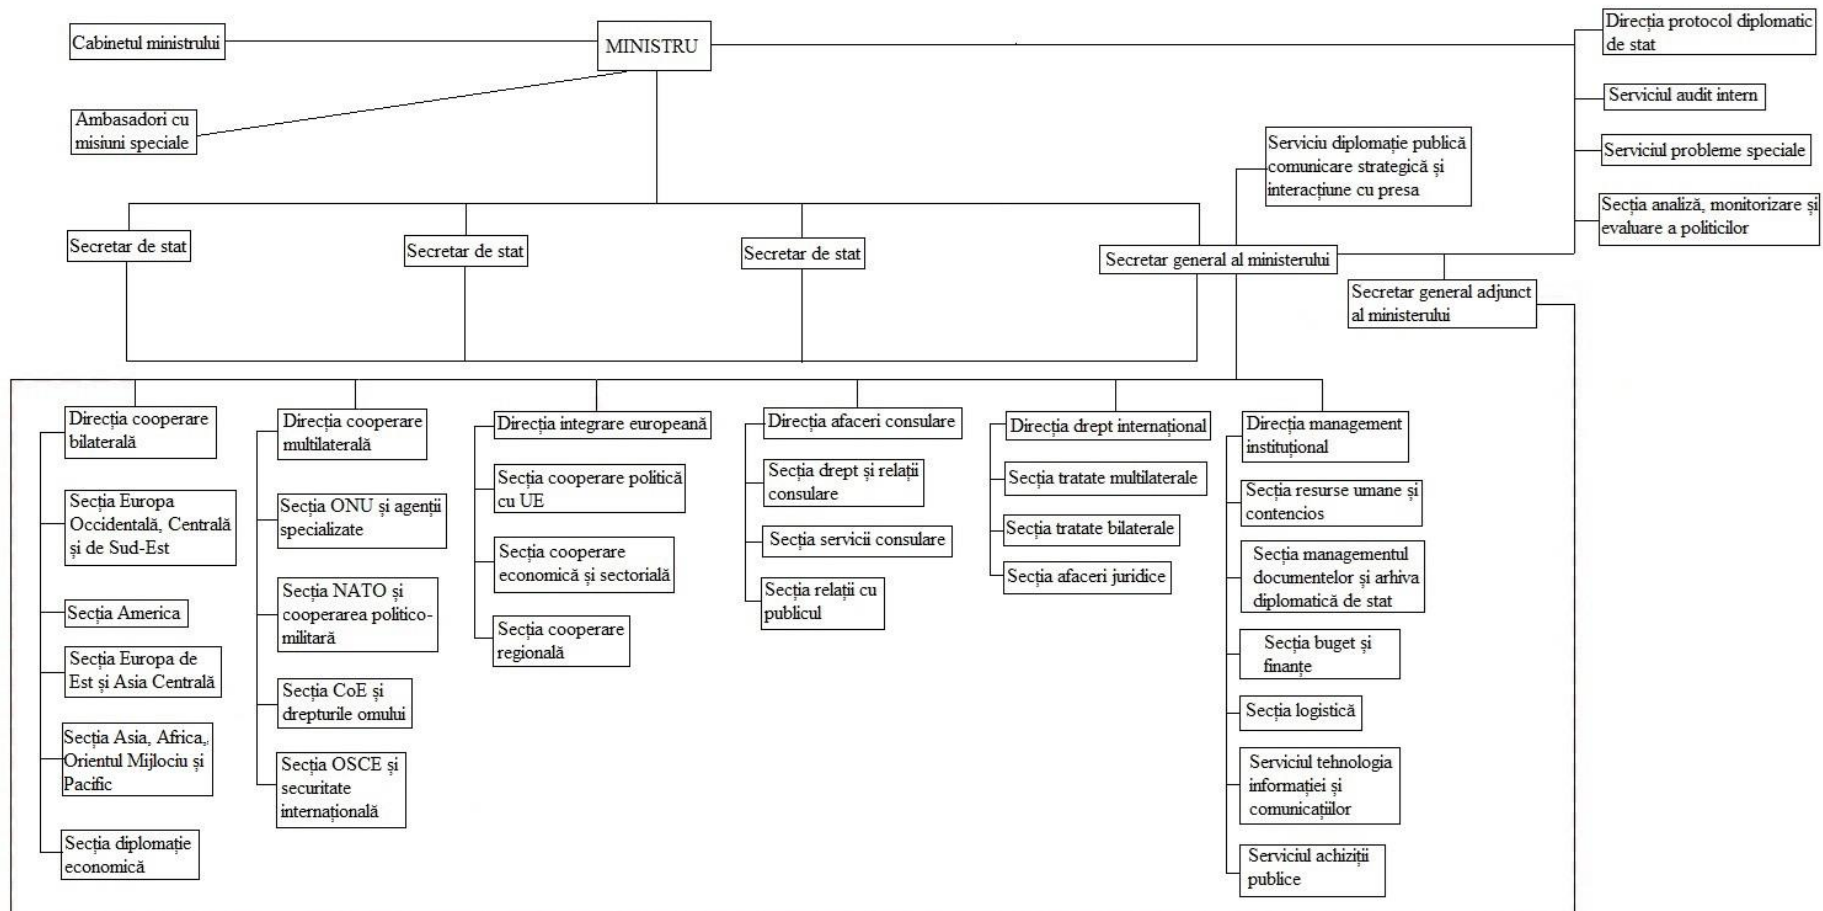 Cabinetul ministrului
MINISTRU
Direcția protocol diplomatic
de stat
Serviciul audit intern
Ambasadori cu
misiuni speciale
Serviciu diplomație publică
comunicare strategică și
interacțiune cu presa
Serviciul probleme speciale
Secția analiză, monitorizare și
evaluare a politicilor
Secretar de stat
Secretar de stat
Secretar de stat
Secretar general al ministerului
Secretar general adjunct
al ministerului
Direcția cooperare
bilaterală
Secția Europa
Occidentală, Centrală
și de Sud-Est
Secția America
Secția Europa de
Est și Asia Centrală
Secția Asia, Africa,
Orientul Mijlociu și
Pacific
Secția diplomație
economică
Direcția cooperare
multilaterală
Secția ONU și agenții
specializate
Secția NATO și
cooperarea politico-
militară
Secția CoE și
drepturile omului
Secția OSCE și
securitate
internațională
Direcția integrare europeană
Secția cooperare politică
cu UE
Secția cooperare
economică și sectorială
Secția cooperare
regională
Direcția afaceri consulare
Secția drept și relații
consulare
Secția servicii consulare
Secția relații cu
publicul
Direcția drept internațional
Secția tratate multilaterale
Secția tratate bilaterale
Secția afaceri juridice
Direcția management
instituțional
Secția resurse umane și
contencios
Secția managementul
documentelor și arhiva
diplomatică de stat
Secția buget și
finanțe
Secția logistică
Serviciul tehnologia
informației și
comunicațiilor
Serviciul achiziții
publice